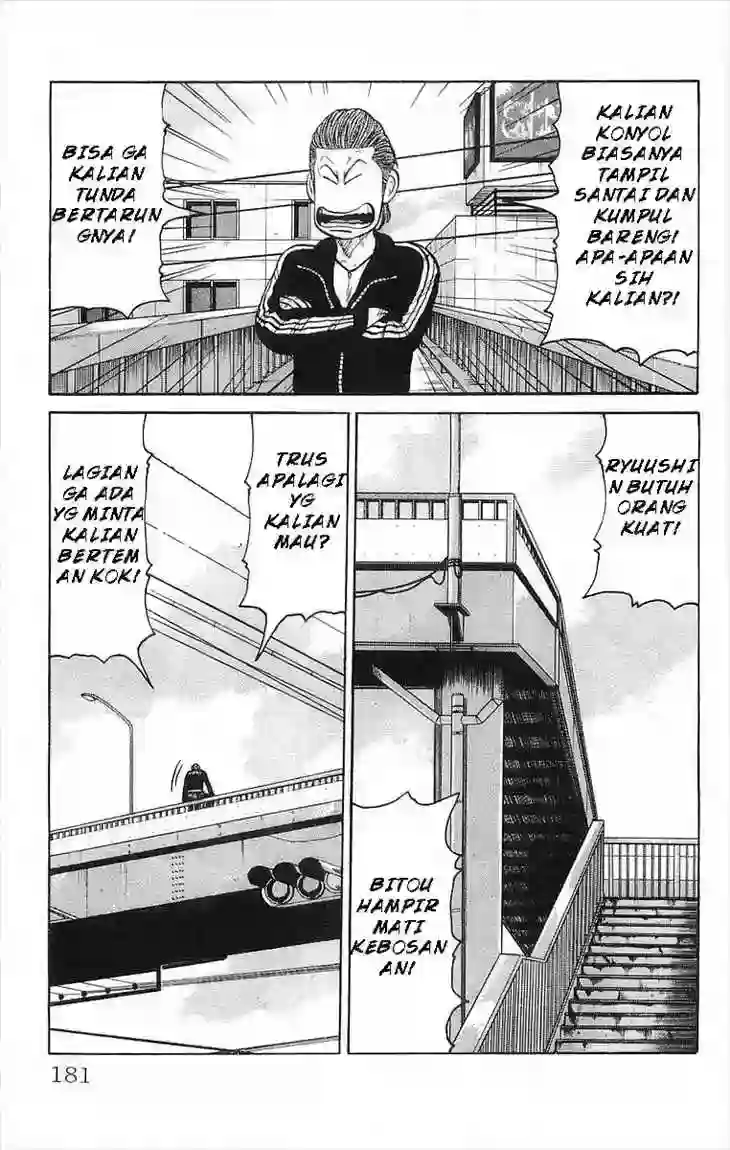 KALIAN
KONYOL
BIASANYA
TAMPIL
SANTAI DAN
KUMPUL
BARENG!
APA-APAAN
SIH
KALIAN?!
BISA GA
KALIAN
TUNDA
BERTARUN
GNYA!
RYUUSHI
N BUTUH
ORANG
KUAT!
BITOU
HAMPIR
MATI
KEBOSAN
AN!
TRUS
APALAGI
YG
KALIAN
MAU?
LAGIAN
GA ADA
YG MINTA
KALIAN
BERTEM
AN KOK!
181